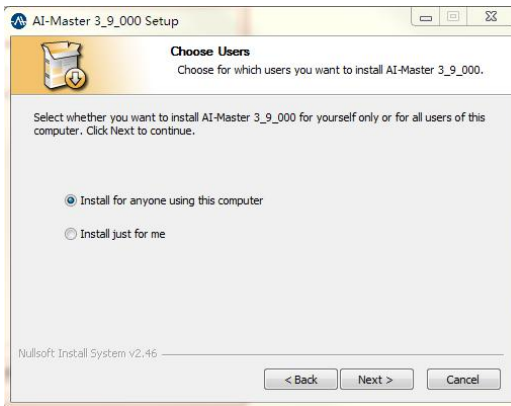 AI-Master 3_9_000 Setup
Choose Users
Choose for which users you want to install AI-Master 3_9_000.
Select whether you want to install AI-Master 3_9_000 for yourself only or for all users of this
computer. Click Next to continue.
Install for anyone using this computer
Install just for me
Nullsoft Install System v2.46
< Back Next > Cancel